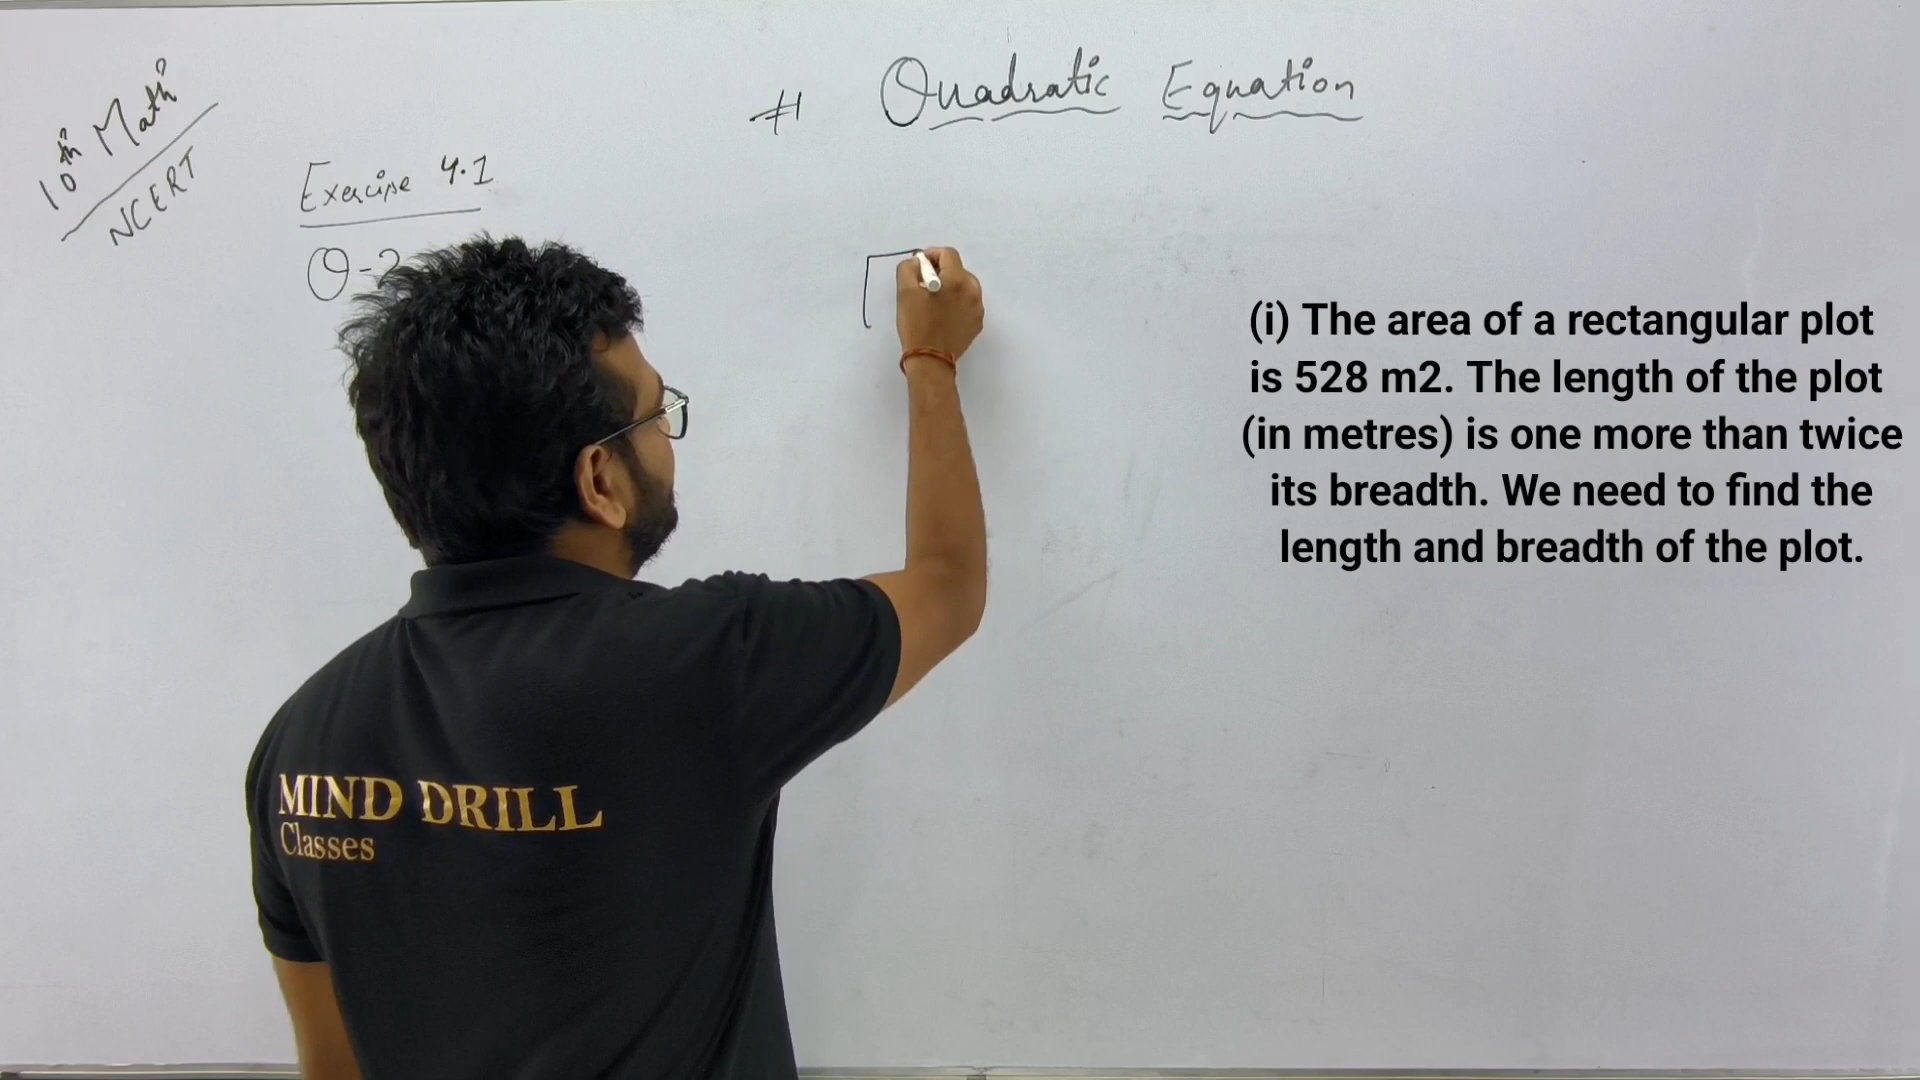 10th Math
NCERT
# Quadratic Equation
Exercise 4.1
Q-2
(i) The area of a rectangular plot
is 528 m2. The length of the plot
(in metres) is one more than twice
its breadth. We need to find the
length and breadth of the plot.
MIND DRILL
Classes